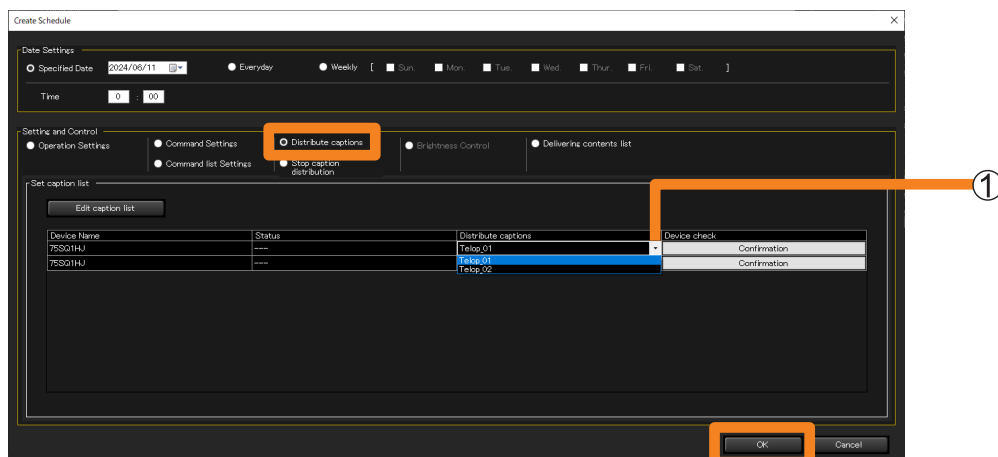 Create Schedule
Date Settings
Specified Date 2024/06/11 Everyday Weekly [ Sun. Mon. Tue. Wed. Thur. Fri. Sat. ]
Time 0 : 00
Setting and Control
Operation Settings Command Settings Distribute captions Brightness Control Delivering contents list
Command list Settings Stop caption
distribution
Set caption list
①
Edit caption list
Device Name Status Distribute captions Device check
75SQ1HJ --- Telop_01 Confirmation
75SQ1HJ --- Telop_01 Confirmation
Telop_02
OK Cancel